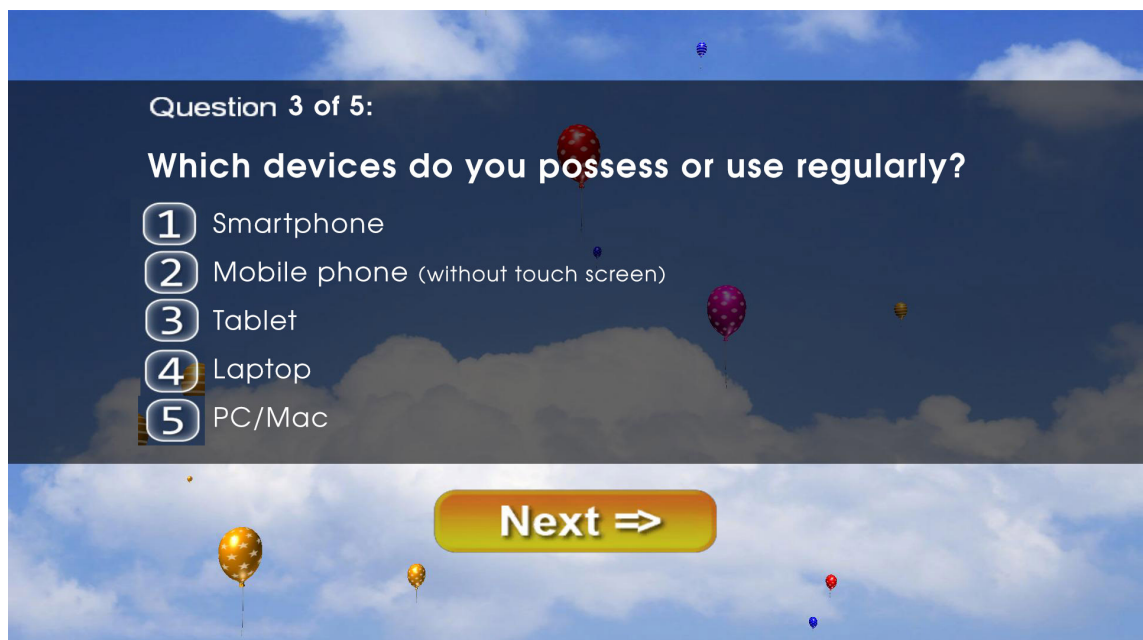 Question 3 of 5:
Which devices do you possess or use regularly?
1 Smartphone
2 Mobile phone (without touch screen)
3 Tablet
4 Laptop
5 PC/Mac
Next =>